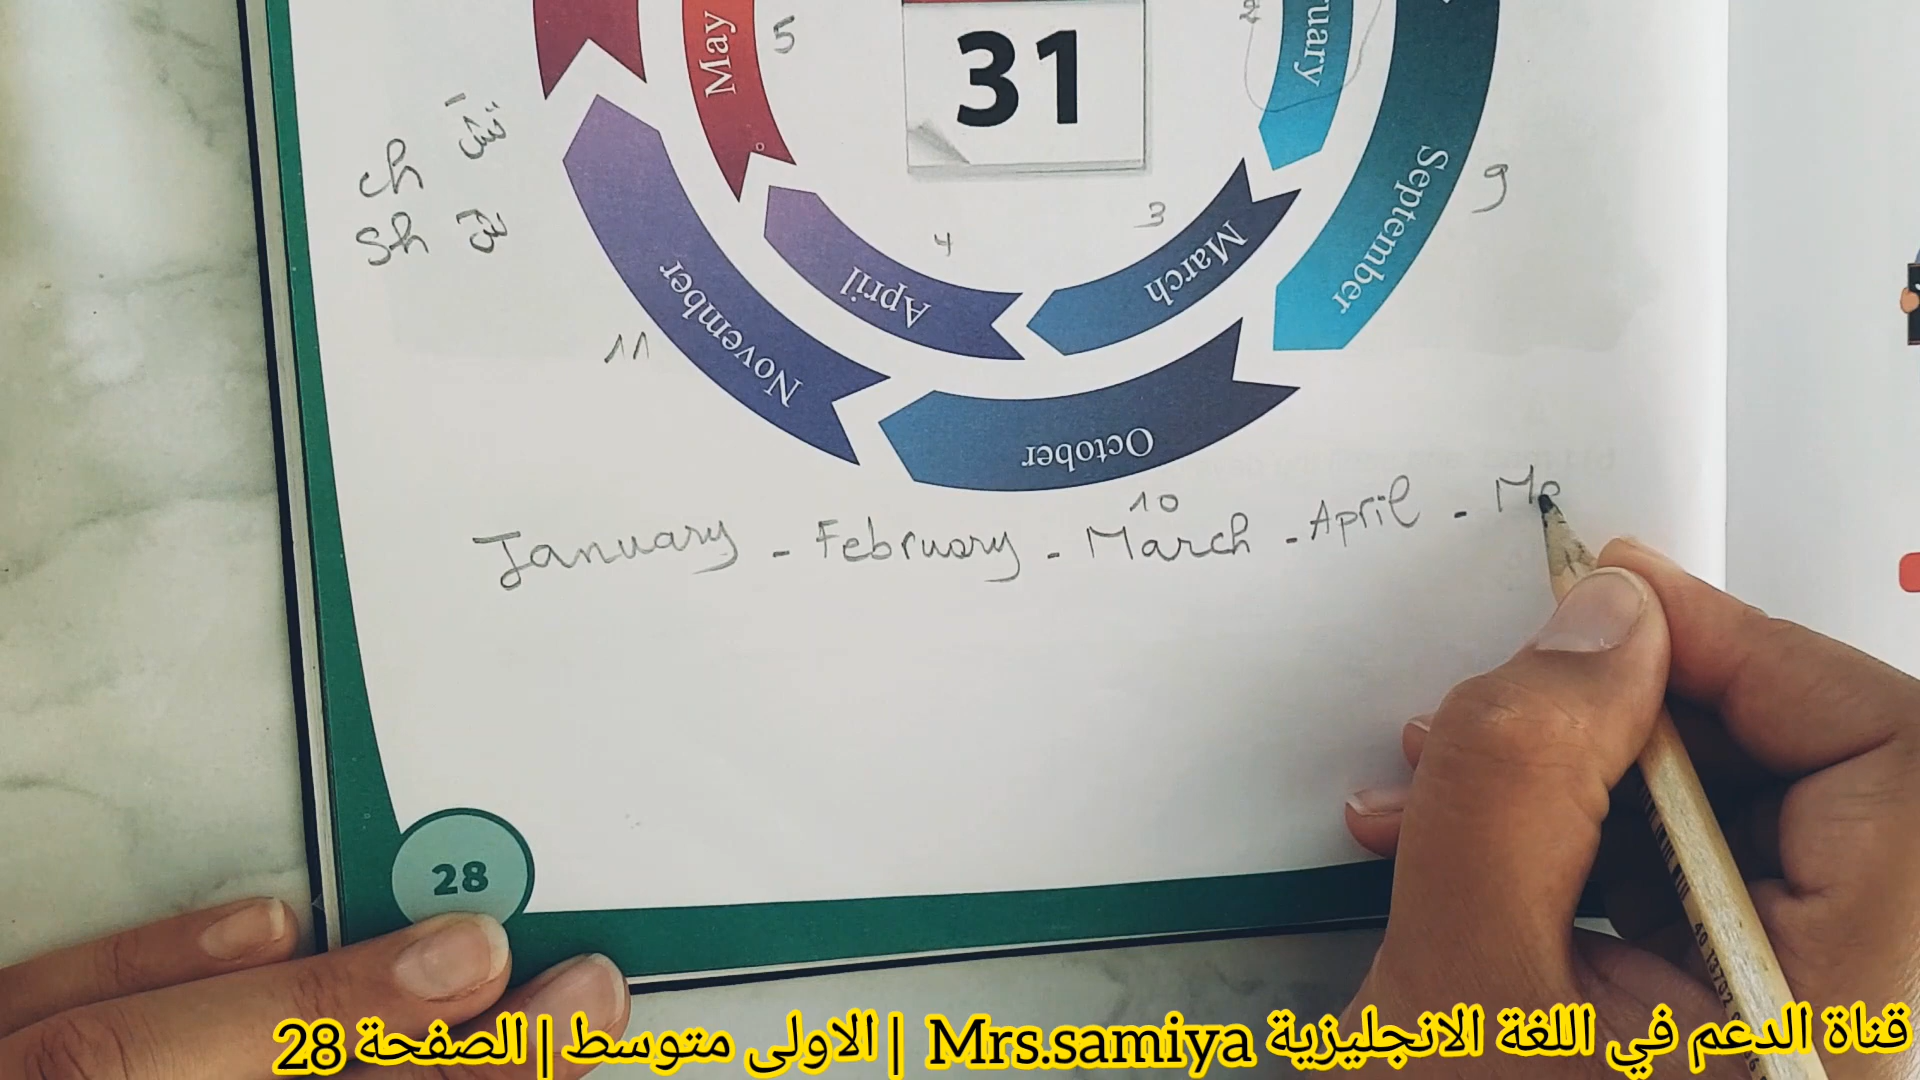 May
5
31
uary
ch تش
sh ش
September
9
March
3
April
4
November
11
October
10
January - February - March - April - Ma
28
قناة الدعم في اللغة الانجليزية Mrs.samiya | الاولى متوسط | الصفحة 28